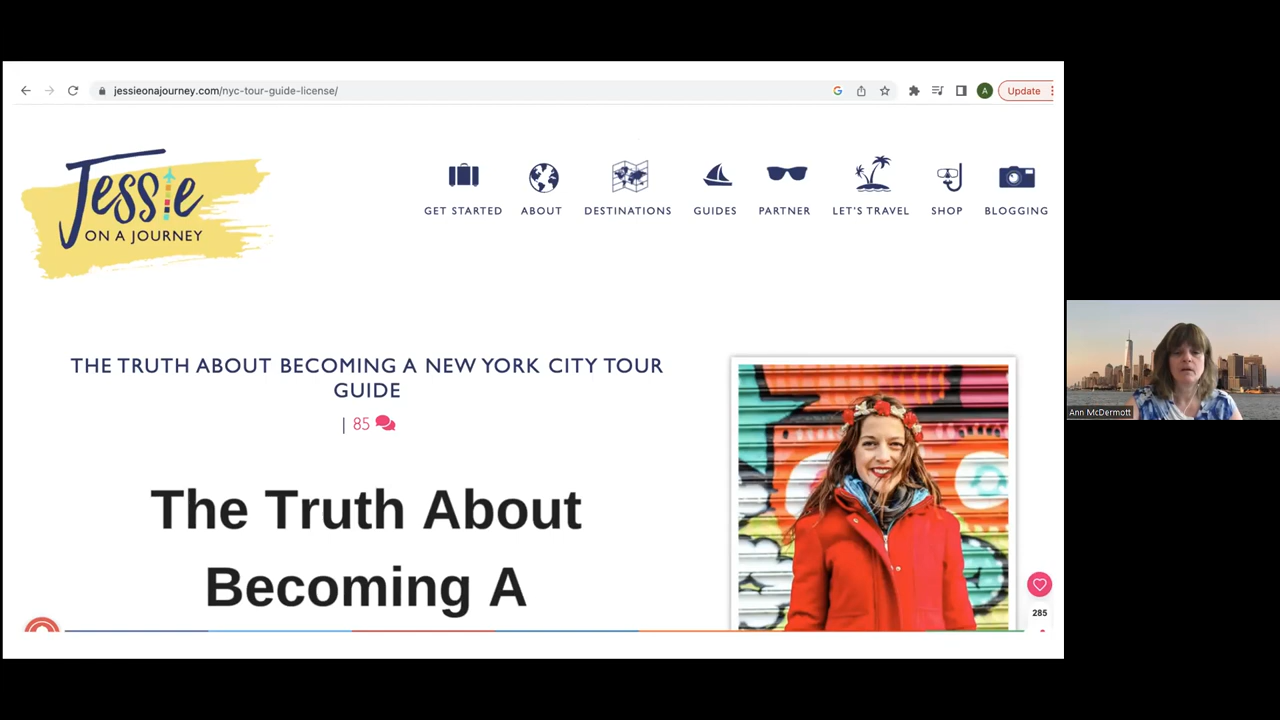 jessieonajourney.com/nyc-tour-guide-license/
G
A
Update
Jessie
ON A JOURNEY
GET STARTED
ABOUT
DESTINATIONS
GUIDES
PARTNER
LET'S TRAVEL
SHOP
BLOGGING
THE TRUTH ABOUT BECOMING A NEW YORK CITY TOUR
GUIDE
| 85
The Truth About
Becoming A
285
Ann McDermott